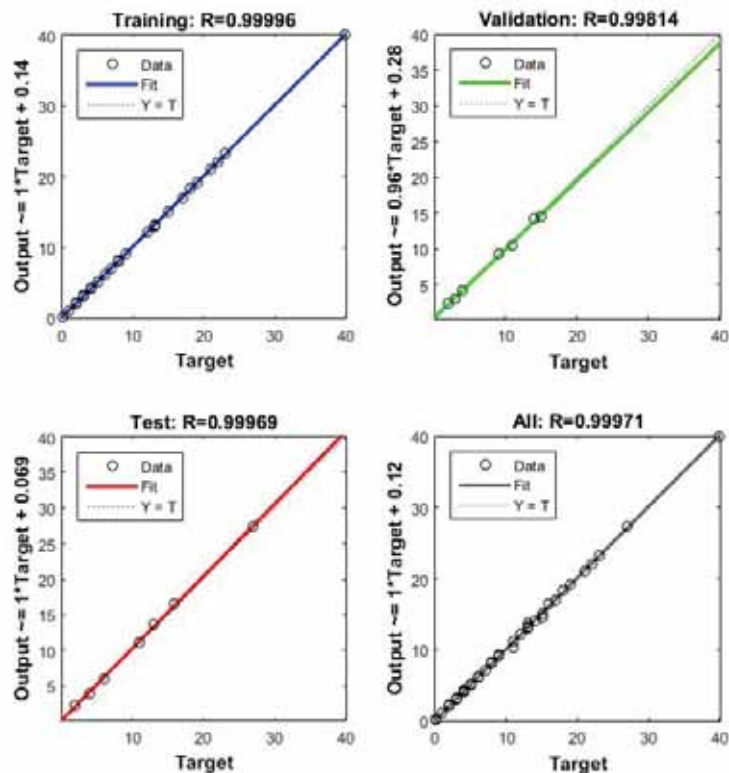 Training: R=0.99996
Output ~= 1*Target + 0.14
40
30
20
10
0
Data
Fit
Y = T
0
10
20
30
40
Target
Validation: R=0.99814
Output ~= 0.96*Target + 0.28
40
35
30
25
20
15
10
5
Data
Fit
Y = T
10
20
30
40
Target
Test: R=0.99969
Output ~= 1*Target + 0.069
40
35
30
25
20
15
10
5
Data
Fit
Y = T
10
20
30
40
Target
All: R=0.99971
Output ~= 1*Target + 0.12
40
30
20
10
0
Data
Fit
Y = T
0
10
20
30
40
Target